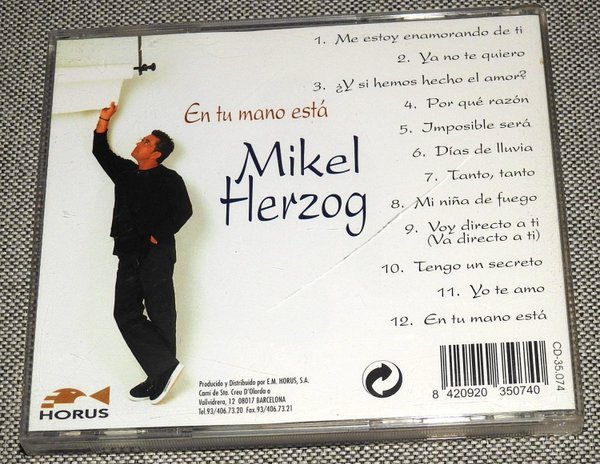 1. Me estoy enamorando de ti
2. Ya no te quiero
3. ¿Y si hemos hecho el amor?
4. Por qué razón
5. Imposible será
6. Días de lluvia
7. Tanto, tanto
8. Mi niña de fuego
9. Voy directo a ti
(Va directo a ti)
10. Tengo un secreto
11. Yo te amo
12. En tu mano está
En tu mano está
Mikel
Herzog
HORUS
Producido y Distribuido por E.M. HORUS, S.A.
Camí de Sta. Creu D'Olorda o
Vallvidrera, 12 08017 BARCELONA
Tel.93/406.73.20 Fax.93/406.73.21
CD-35.074
8 420920 350740